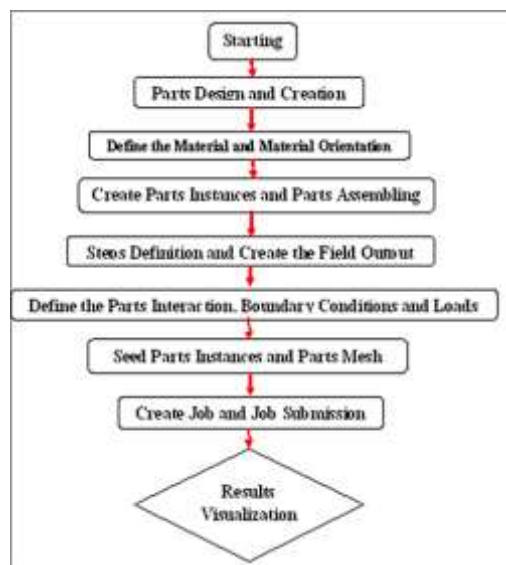 Starting
Parts Design and Creation
Define the Material and Material Orientation
Create Parts Instances and Parts Assembling
Steps Definition and Create the Field Output
Define the Parts Interaction, Boundary Conditions and Loads
Seed Parts Instances and Parts Mesh
Create Job and Job Submission
Results
Visualization